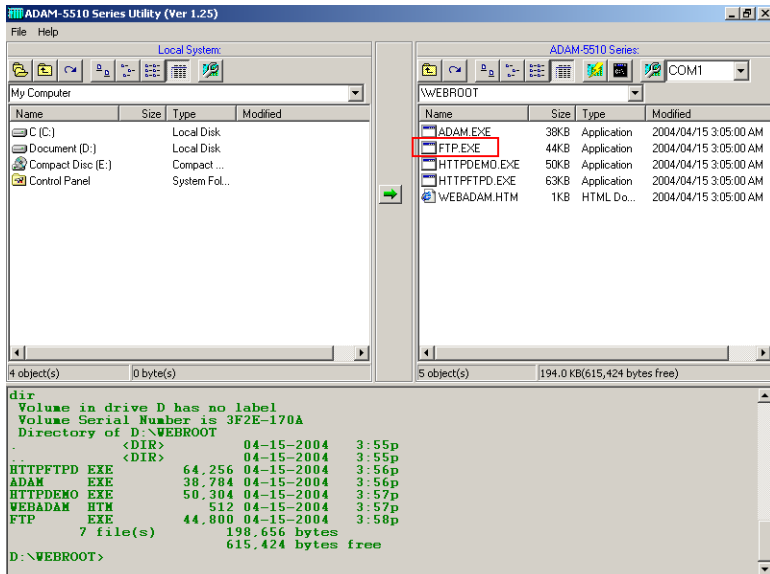 ADAM-5510 Series Utility (Ver 1.25)
File Help
Local System:
My Computer
Name Size Type Modified
C (C:) Local Disk
Document (D:) Local Disk
Compact Disc (E:) Compact ...
Control Panel System Fol...
4 object(s) 0 byte(s)
ADAM-5510 Series:
COM1
\WEBROOT
Name Size Type Modified
ADAM.EXE 38KB Application 2004/04/15 3:05:00 AM
FTP.EXE 44KB Application 2004/04/15 3:05:00 AM
HTTPDEMO.EXE 50KB Application 2004/04/15 3:05:00 AM
HTTPFTPD.EXE 63KB Application 2004/04/15 3:05:00 AM
WEBADAM.HTM 1KB HTML Do... 2004/04/15 3:05:00 AM
5 object(s) 194.0 KB(615,424 bytes free)
dir
Volume in drive D has no label
Volume Serial Number is 3F2E-170A
Directory of D:\WEBROOT
. <DIR> 04-15-2004 3:55p
.. <DIR> 04-15-2004 3:55p
HTTPFTPD EXE 64,256 04-15-2004 3:56p
ADAM EXE 38,784 04-15-2004 3:56p
HTTPDEMO EXE 50,304 04-15-2004 3:57p
WEBADAM HTM 512 04-15-2004 3:57p
FTP EXE 44,800 04-15-2004 3:58p
7 file(s) 198,656 bytes
615,424 bytes free
D:\WEBROOT>